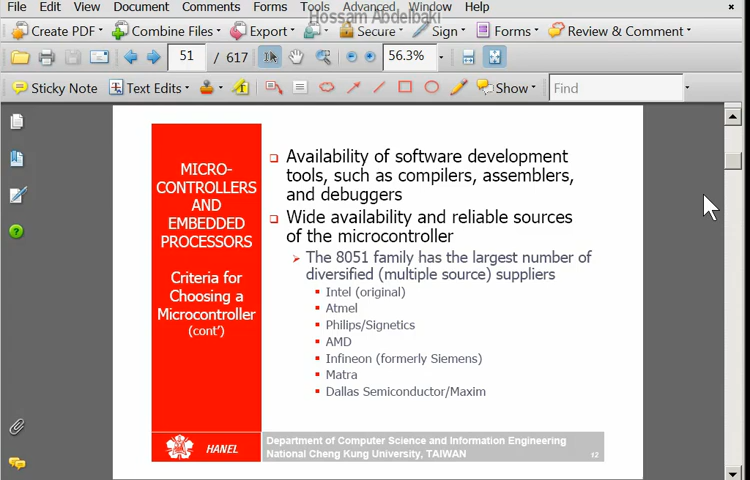 File Edit View Document Comments Forms Tools Advanced Window Help
Hossam Abdelbaki
Create PDF Combine Files Export Secure Sign Forms Review & Comment
51 / 617 56.3%
Sticky Note Text Edits Show Find
MICRO-
CONTROLLERS
AND
EMBEDDED
PROCESSORS
Criteria for
Choosing a
Microcontroller
(cont')
Availability of software development
tools, such as compilers, assemblers,
and debuggers
Wide availability and reliable sources
of the microcontroller
The 8051 family has the largest number of
diversified (multiple source) suppliers
Intel (original)
Atmel
Philips/Signetics
AMD
Infineon (formerly Siemens)
Matra
Dallas Semiconductor/Maxim
HANEL
Department of Computer Science and Information Engineering
National Cheng Kung University, TAIWAN
12